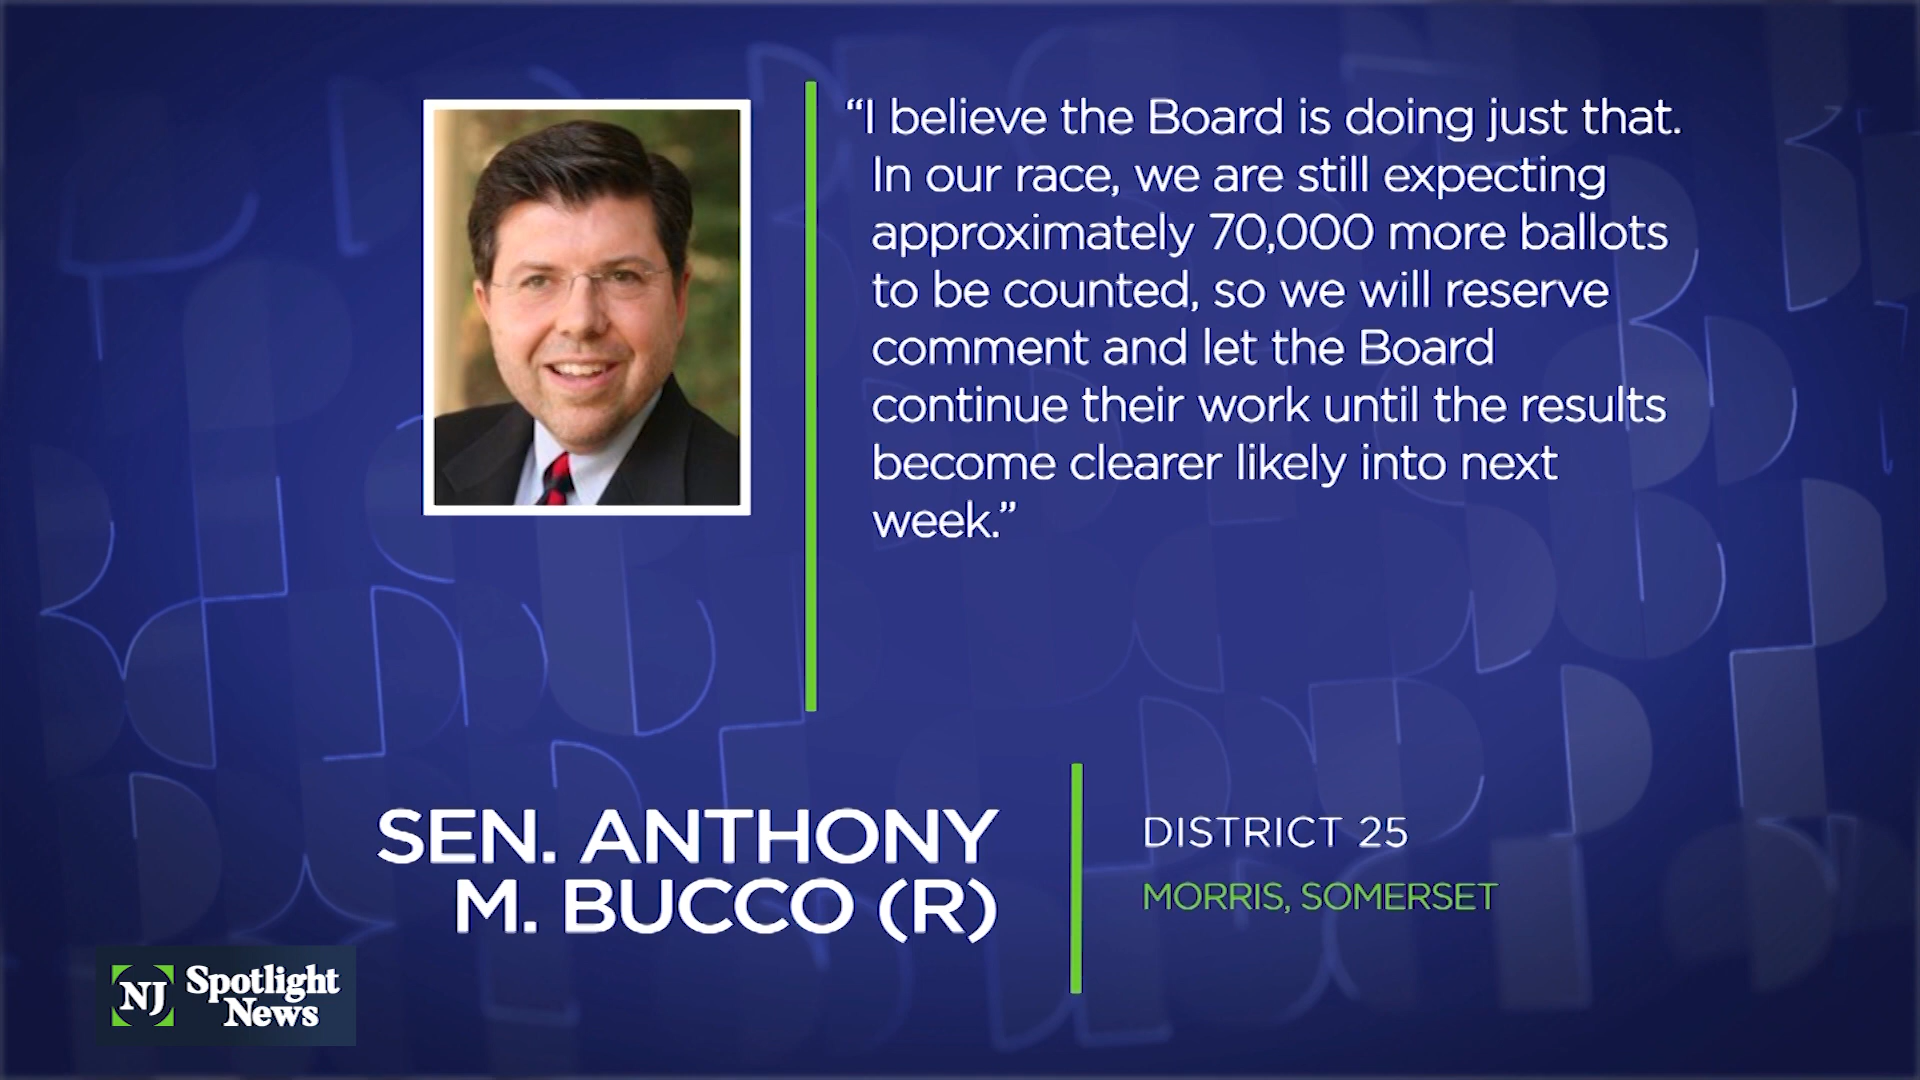 “I believe the Board is doing just that.
In our race, we are still expecting
approximately 70,000 more ballots
to be counted, so we will reserve
comment and let the Board
continue their work until the results
become clearer likely into next
week.”
SEN. ANTHONY
M. BUCCO (R)
DISTRICT 25
MORRIS, SOMERSET
NJ Spotlight
News